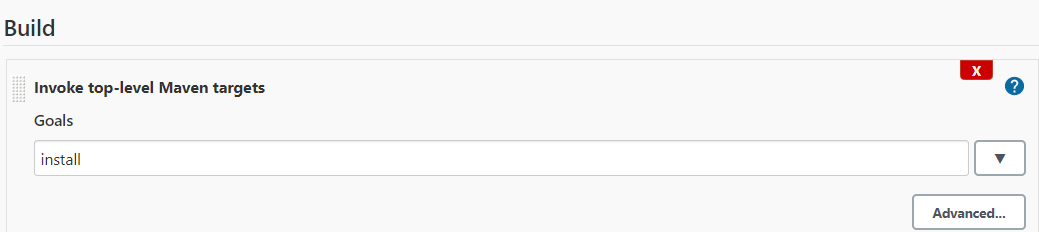 Build
X
Invoke top-level Maven targets
?
Goals
install
▼
Advanced...